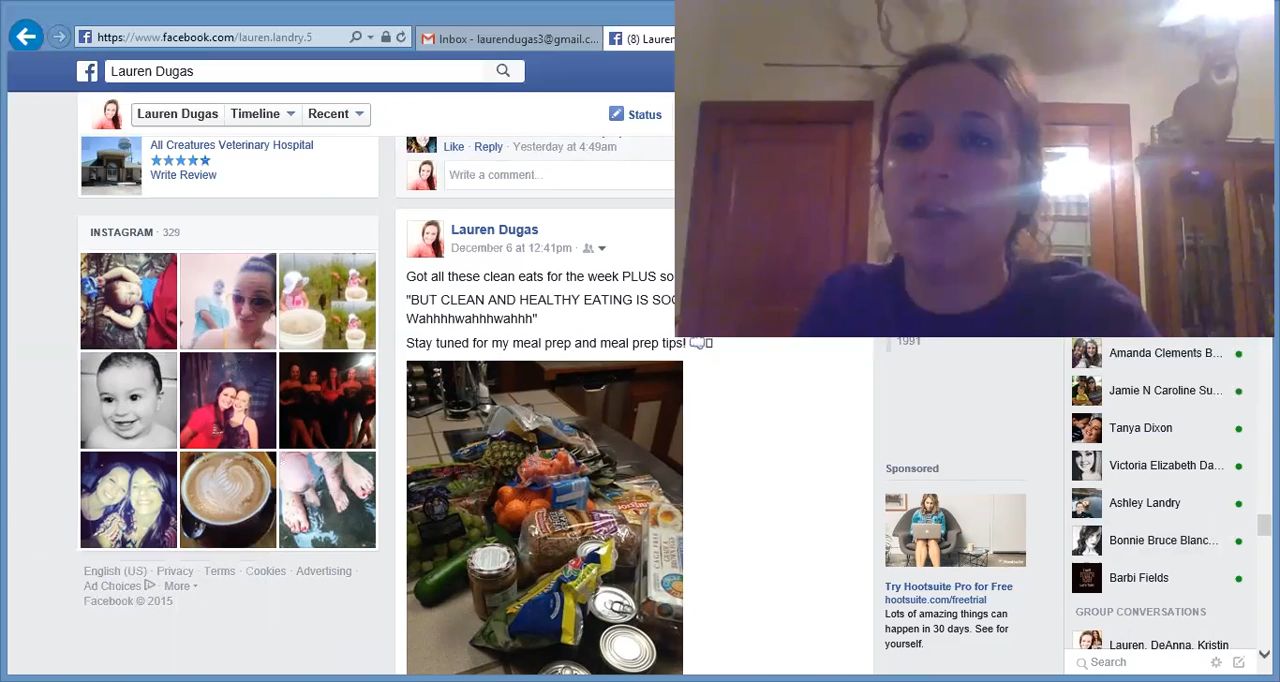 https://www.facebook.com/lauren.landry.5
Inbox - laurendugas3@gmail.c...
(8) Lauren
Lauren Dugas
Lauren Dugas
Timeline
Recent
Status
All Creatures Veterinary Hospital
Write Review
Like · Reply · Yesterday at 4:49am
Write a comment...
INSTAGRAM · 329
Lauren Dugas
December 6 at 12:41pm ·
Got all these clean eats for the week PLUS so
"BUT CLEAN AND HEALTHY EATING IS SOO
Wahhhhwahhhwahhh"
Stay tuned for my meal prep and meal prep tips!
English (US) · Privacy · Terms · Cookies · Advertising ·
Ad Choices · More
Facebook © 2015
1991
Sponsored
Try Hootsuite Pro for Free
hootsuite.com/freetrial
Lots of amazing things can
happen in 30 days. See for
yourself.
Amanda Clements B...
Jamie N Caroline Su...
Tanya Dixon
Victoria Elizabeth Da...
Ashley Landry
Bonnie Bruce Blanc...
Barbi Fields
GROUP CONVERSATIONS
Lauren, DeAnna, Kristin
Search